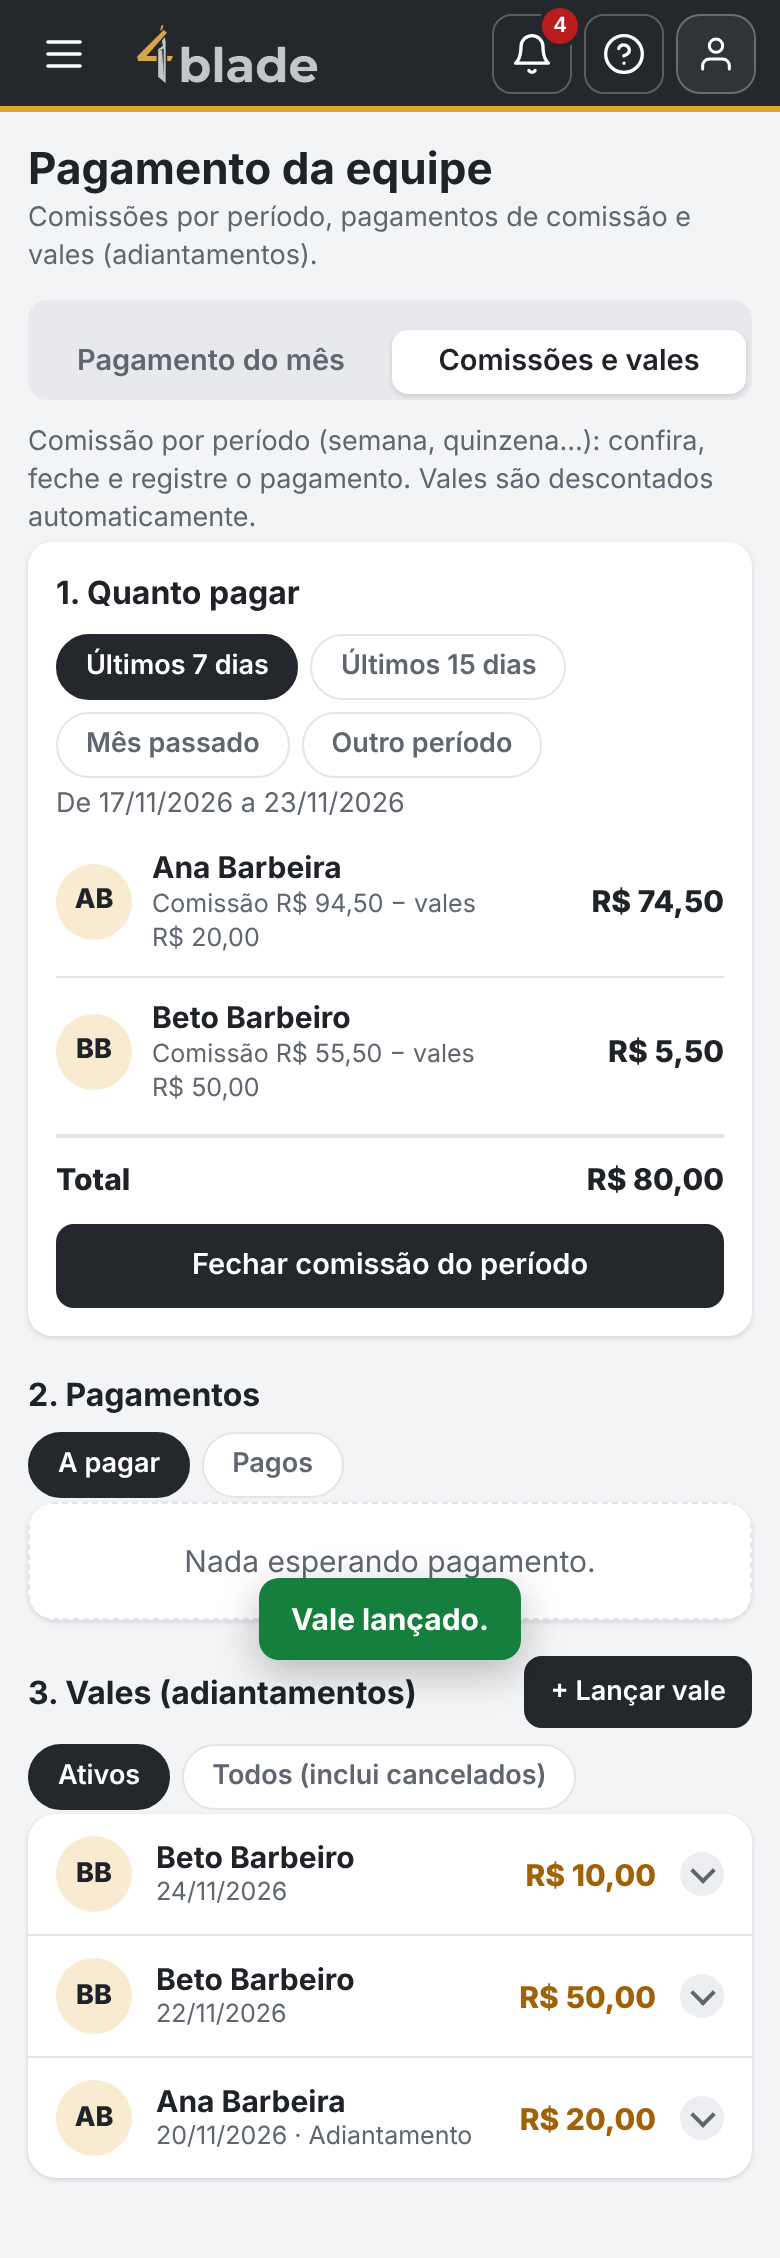 4blade
4
Pagamento da equipe
Comissões por período, pagamentos de comissão e
vales (adiantamentos).
Pagamento do mês
Comissões e vales
Comissão por período (semana, quinzena...): confira,
feche e registre o pagamento. Vales são descontados
automaticamente.
1. Quanto pagar
Últimos 7 dias
Últimos 15 dias
Mês passado
Outro período
De 17/11/2026 a 23/11/2026
AB
Ana Barbeira
Comissão R$ 94,50 − vales
R$ 20,00
R$ 74,50
BB
Beto Barbeiro
Comissão R$ 55,50 − vales
R$ 50,00
R$ 5,50
Total
R$ 80,00
Fechar comissão do período
2. Pagamentos
A pagar
Pagos
Nada esperando pagamento.
Vale lançado.
3. Vales (adiantamentos)
+ Lançar vale
Ativos
Todos (inclui cancelados)
BB
Beto Barbeiro
24/11/2026
R$ 10,00
BB
Beto Barbeiro
22/11/2026
R$ 50,00
AB
Ana Barbeira
20/11/2026 · Adiantamento
R$ 20,00